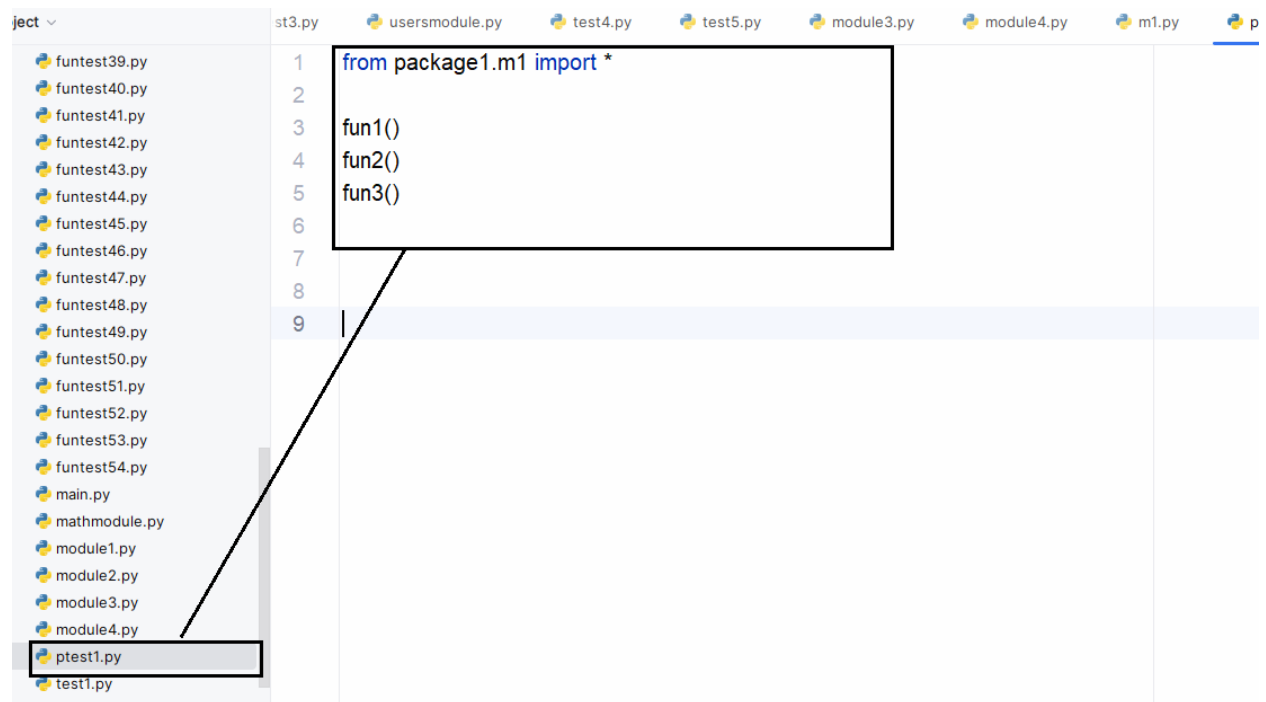 ject
st3.py usersmodule.py test4.py test5.py module3.py module4.py m1.py p
funtest39.py
funtest40.py
funtest41.py
funtest42.py
funtest43.py
funtest44.py
funtest45.py
funtest46.py
funtest47.py
funtest48.py
funtest49.py
funtest50.py
funtest51.py
funtest52.py
funtest53.py
funtest54.py
main.py
mathmodule.py
module1.py
module2.py
module3.py
module4.py
ptest1.py
test1.py
1 from package1.m1 import *
2
3 fun1()
4 fun2()
5 fun3()
6
7
8
9